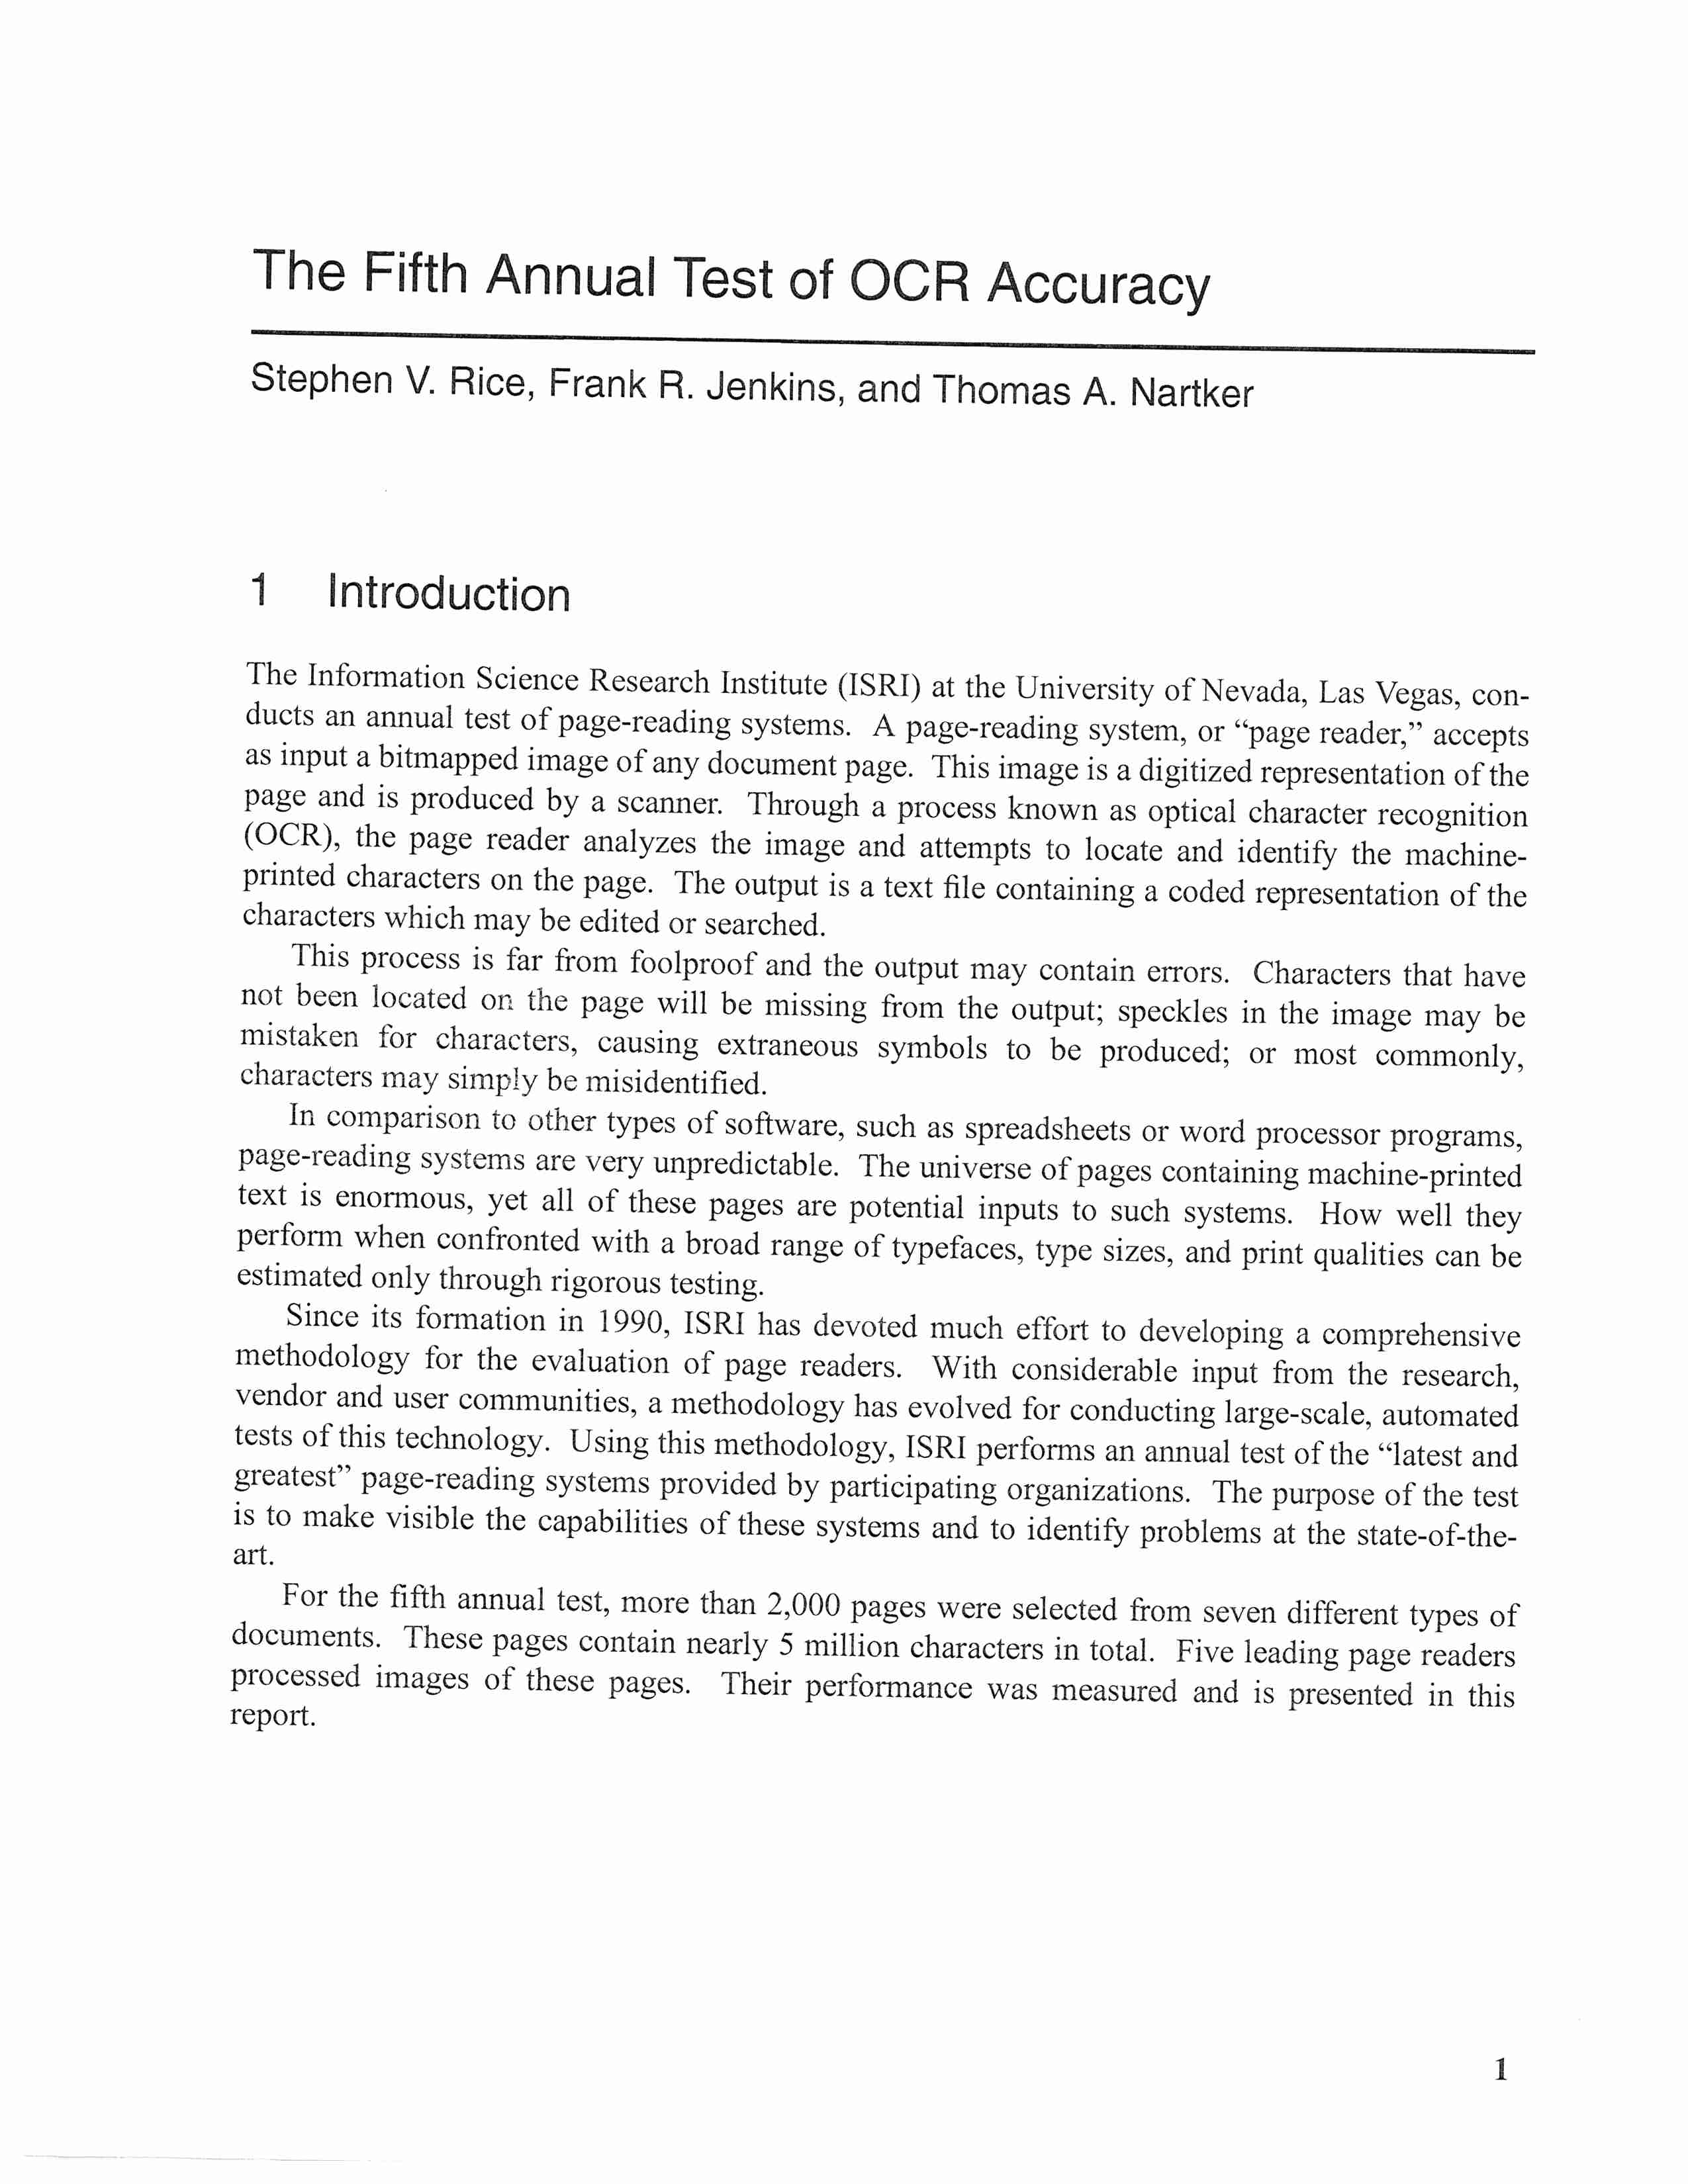 The Fifth Annual Test of OCR Accuracy
Stephen V. Rice, Frank R. Jenkins, and Thomas A. Nartker
1 Introduction
The Information Science Research Institute (ISRI) at the University of Nevada, Las Vegas, con-
ducts an annual test of page-reading systems. A page-reading system, or “page reader,” accepts
as input a bitmapped image of any document page. This image is a digitized representation of the
page and is produced by a scanner. Through a process known as optical character recognition
(OCR), the page reader analyzes the image and attempts to locate and identify the machine-
printed characters on the page. The output is a text file containing a coded representation of the
characters which may be edited or searched.
This process is far from foolproof and the output may contain errors. Characters that have
not been located on the page will be missing from the output; speckles in the image may be
mistaken for characters, causing extraneous symbols to be produced; or most commonly,
characters may simply be misidentified.
In comparison to other types of software, such as spreadsheets or word processor programs,
page-reading systems are very unpredictable. The universe of pages containing machine-printed
text is enormous, yet all of these pages are potential inputs to such systems. How well they
perform when confronted with a broad range of typefaces, type sizes, and print qualities can be
estimated only through rigorous testing.
Since its formation in 1990, ISRI has devoted much effort to developing a comprehensive
methodology for the evaluation of page readers. With considerable input from the research,
vendor and user communities, a methodology has evolved for conducting large-scale, automated
tests of this technology. Using this methodology, ISRI performs an annual test of the “latest and
greatest” page-reading systems provided by participating organizations. The purpose of the test
is to make visible the capabilities of these systems and to identify problems at the state-of-the-
art.
For the fifth annual test, more than 2,000 pages were selected from seven different types of
documents. These pages contain nearly 5 million characters in total. Five leading page readers
processed images of these pages. Their performance was measured and is presented in this
report.
1